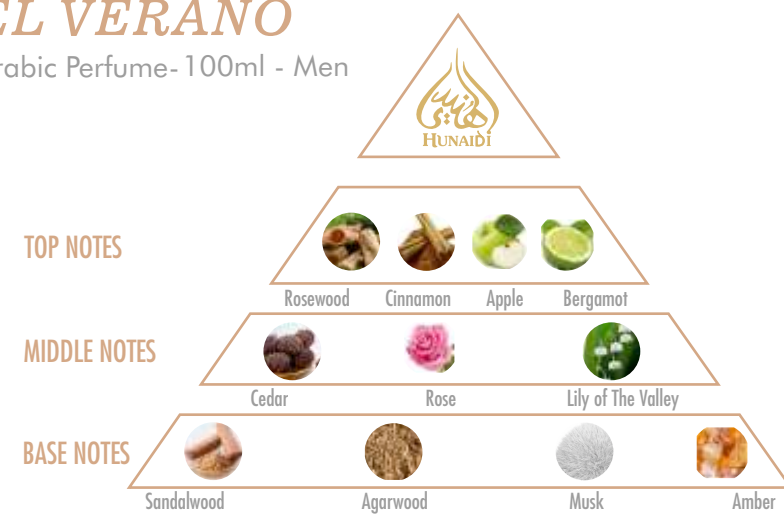 EL VERANO
rabic Perfume-100ml - Men
هنيدي
HUNAIDI
TOP NOTES
Rosewood Cinnamon Apple Bergamot
MIDDLE NOTES
Cedar Rose Lily of The Valley
BASE NOTES
Sandalwood Agarwood Musk Amber